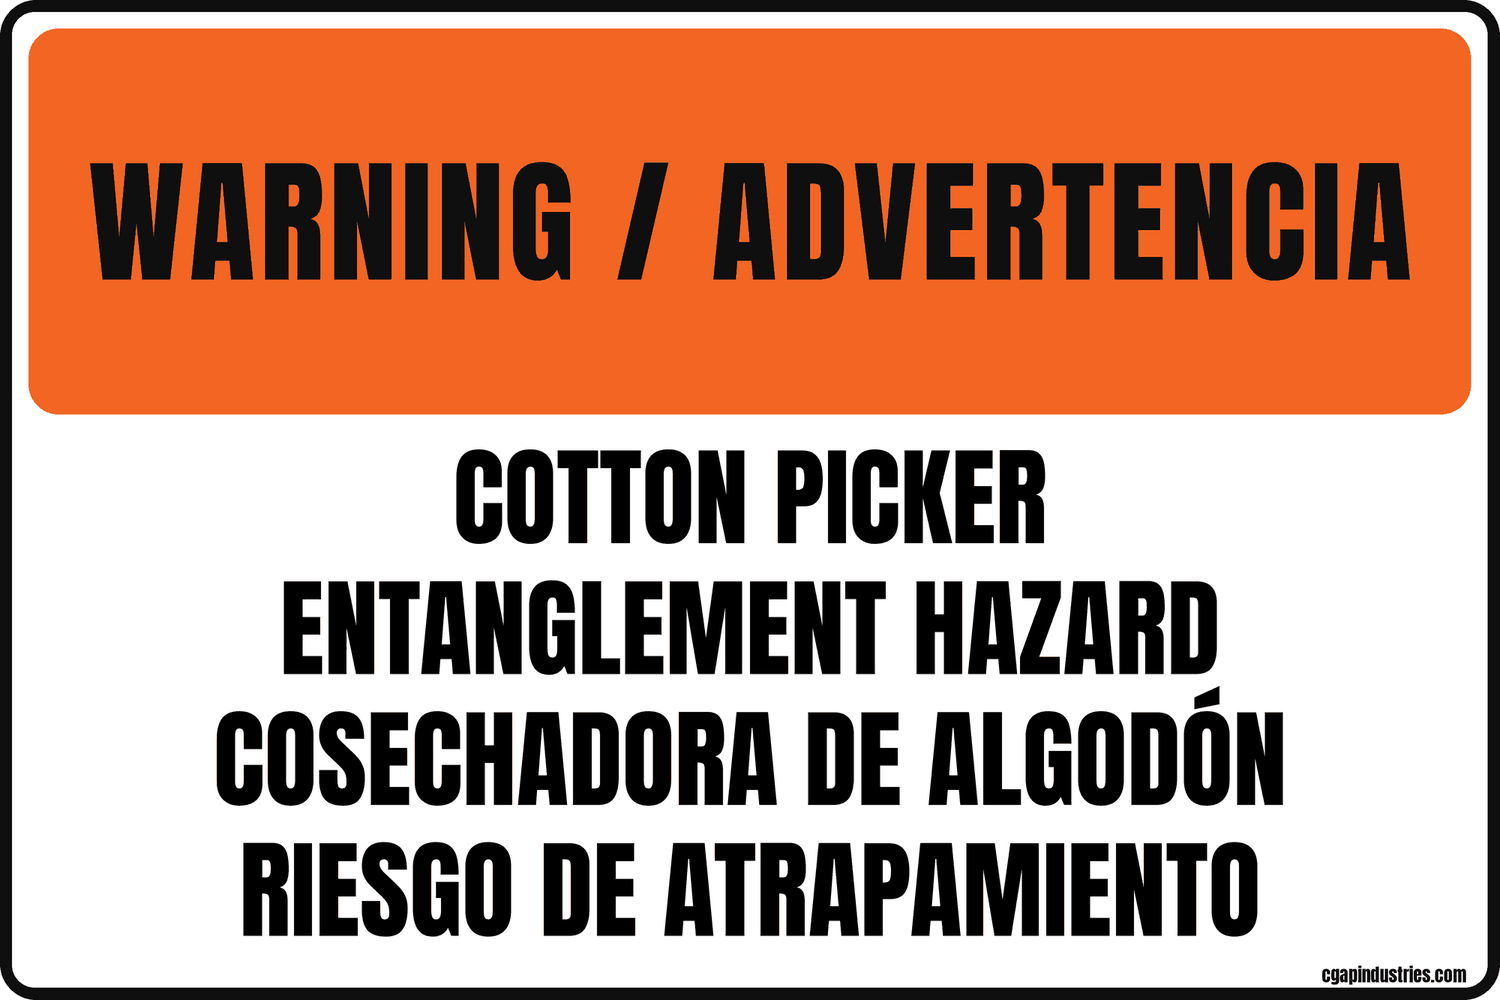 WARNING / ADVERTENCIA
COTTON PICKER
ENTANGLEMENT HAZARD
COSECHADORA DE ALGODÓN
RIESGO DE ATRAPAMIENTO
cgapindustries.com